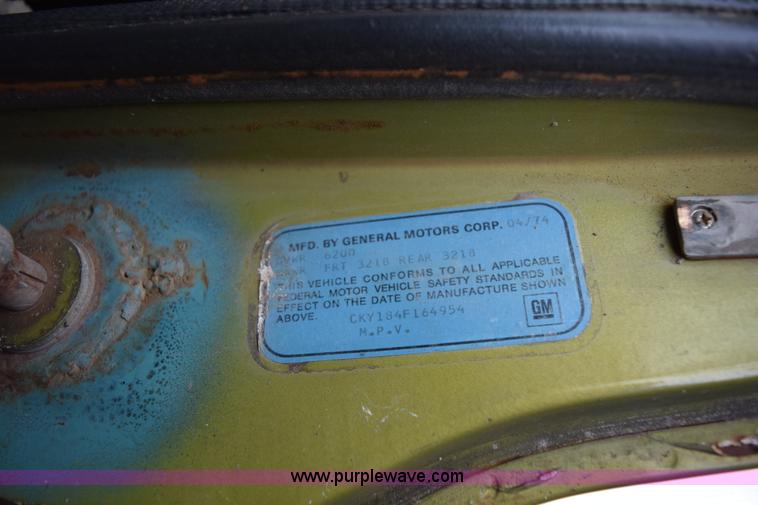 MFD. BY GENERAL MOTORS CORP. 04/74
GVWR 6200
GAWR FRT 3218 REAR 3218
THIS VEHICLE CONFORMS TO ALL APPLICABLE
FEDERAL MOTOR VEHICLE SAFETY STANDARDS IN
EFFECT ON THE DATE OF MANUFACTURE SHOWN
ABOVE.
CKY184F164954
M.P.V.
GM
www.purplewave.com